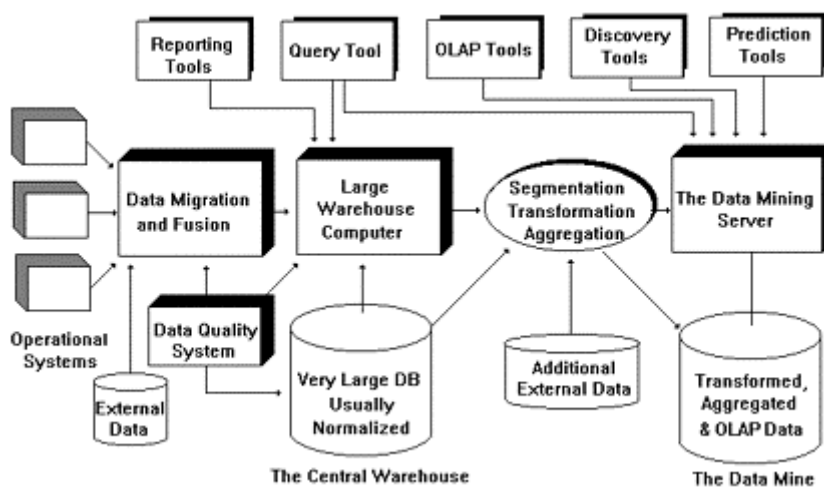 Reporting
Tools
Query Tool
OLAP Tools
Discovery
Tools
Prediction
Tools
Data Migration
and Fusion
Large
Warehouse
Computer
Segmentation
Transformation
Aggregation
The Data Mining
Server
Operational
Systems
Data Quality
System
External
Data
Very Large DB
Usually
Normalized
Additional
External Data
Transformed,
Aggregated
& OLAP Data
The Central Warehouse
The Data Mine